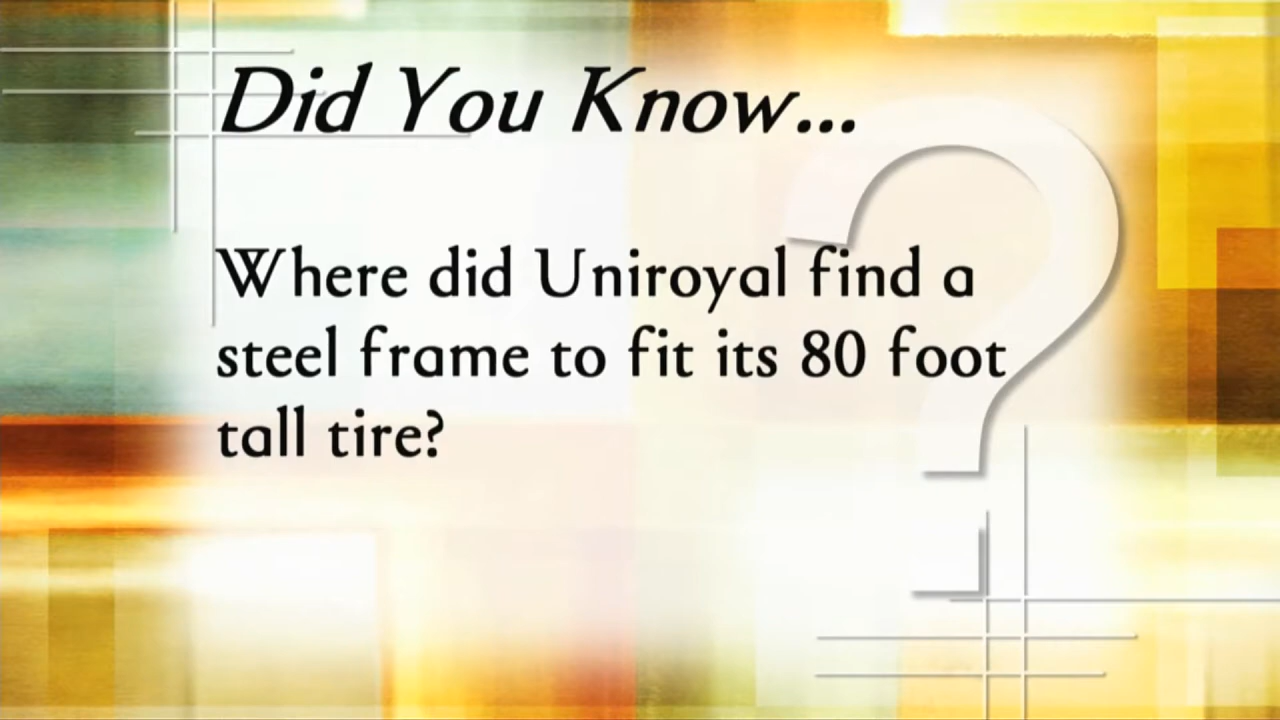 Did You Know...
Where did Uniroyal find a
steel frame to fit its 80 foot
tall tire?